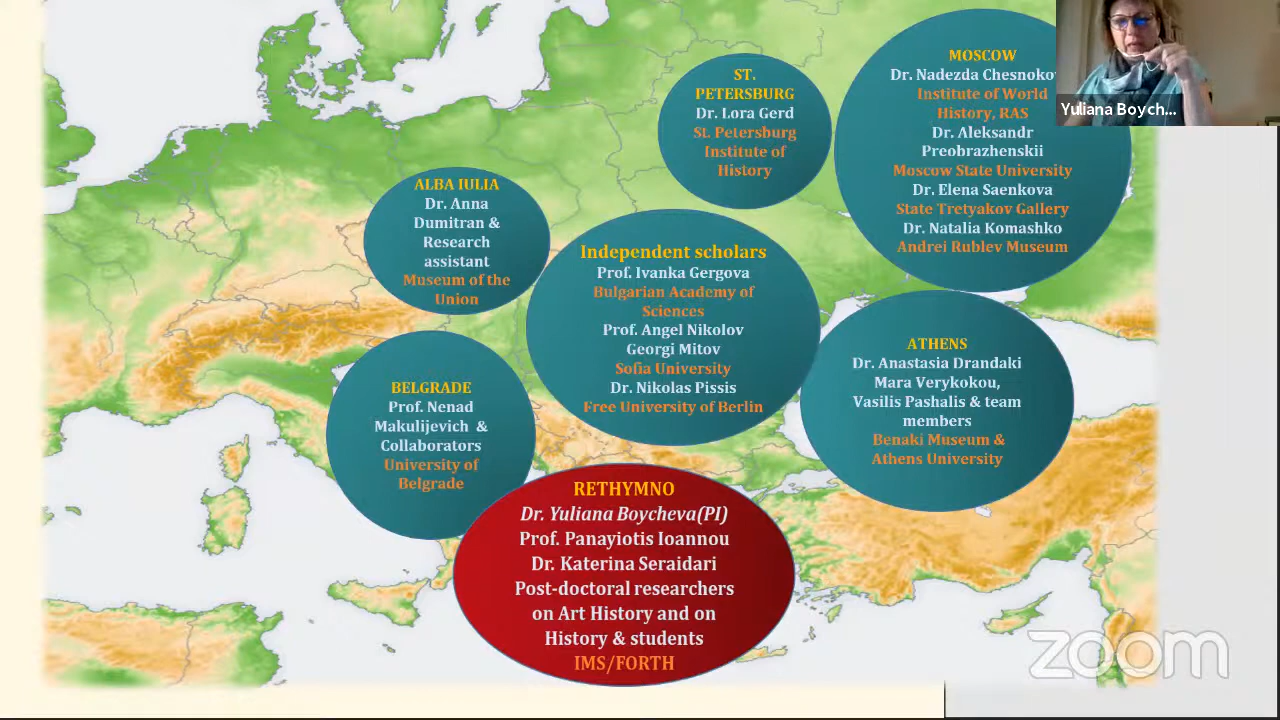 ST.
PETERSBURG
Dr. Lora Gerd
St. Petersburg
Institute of
History
MOSCOW
Dr. Nadezda Chesnoko
Institute of World
History, RAS
Dr. Aleksandr
Preobrazhenskii
Moscow State University
Dr. Elena Saenkova
State Tretyakov Gallery
Dr. Natalia Komashko
Andrei Rublev Museum
Yuliana Boych...
ALBA IULIA
Dr. Anna
Dumitran &
Research
assistant
Museum of the
Union
Independent scholars
Prof. Ivanka Gergova
Bulgarian Academy of
Sciences
Prof. Angel Nikolov
Georgi Mitov
Sofia University
Dr. Nikolas Pissis
Free University of Berlin
ATHENS
Dr. Anastasia Drandaki
Mara Verykokou,
Vasilis Pashalis & team
members
Benaki Museum &
Athens University
BELGRADE
Prof. Nenad
Makulijevich &
Collaborators
University of
Belgrade
RETHYMNO
Dr. Yuliana Boycheva(PI)
Prof. Panayiotis Ioannou
Dr. Katerina Seraidari
Post-doctoral researchers
on Art History and on
History & students
IMS/FORTH
zoom